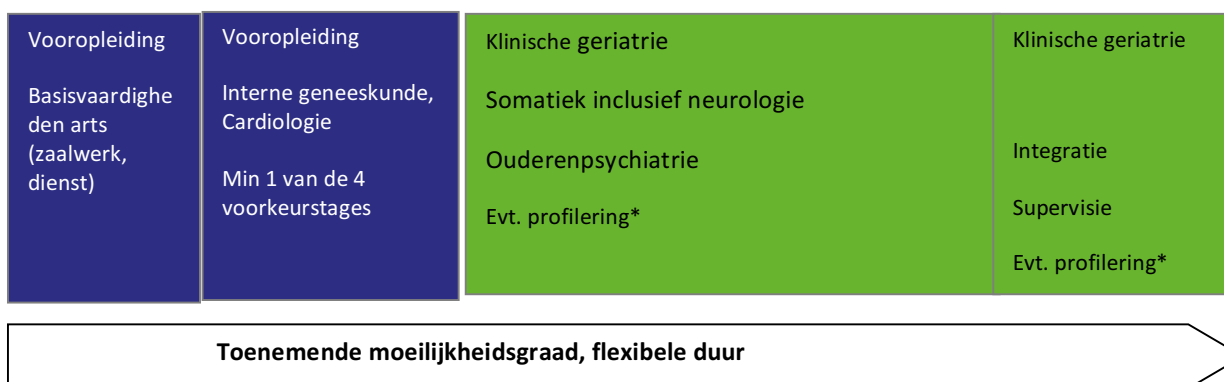 Vooropleiding
Basisvaardighe
den arts
(zaalwerk,
dienst)
Vooropleiding
Interne geneeskunde,
Cardiologie
Min 1 van de 4
voorkeurstages
Klinische geriatrie
Somatiek inclusief neurologie
Ouderenpsychiatrie
Evt. profilering*
Klinische geriatrie
Integratie
Supervisie
Evt. profilering*
Toenemende moeilijkheidsgraad, flexibele duur